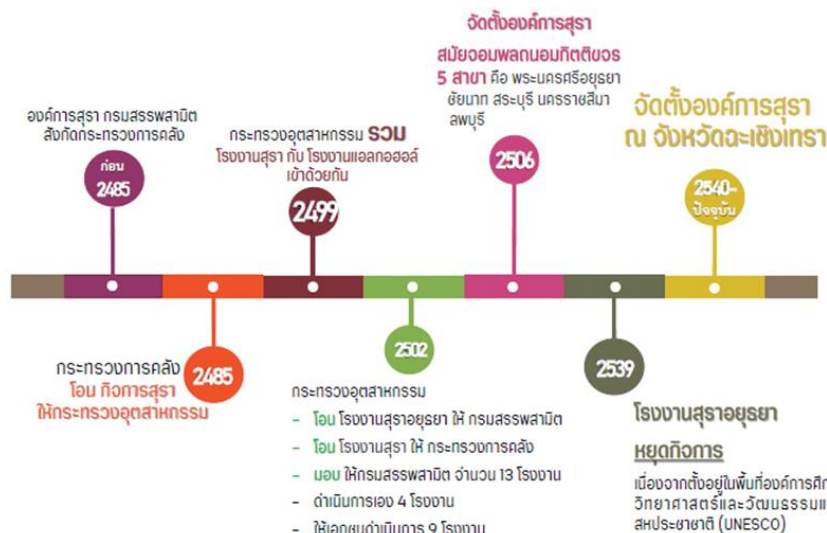 องค์การสุรา กรมสรรพสามิต
สังกัดกระทรวงการคลัง
ก่อน
2485
กระทรวงการคลัง
โอน กิจการสุรา
ให้กระทรวงอุตสาหกรรม
2485
กระทรวงอุตสาหกรรม รวม
โรงงานสุรา กับ โรงงานแอลกอฮอล์
เข้าด้วยกัน
2499
2502
กระทรวงอุตสาหกรรม
- โอน โรงงานสุราอยุธยา ให้ กรมสรรพสามิต
- โอน โรงงานสุรา ให้ กระทรวงการคลัง
- มอบ ให้กรมสรรพสามิต จำนวน 13 โรงงาน
- ดำเนินการเอง 4 โรงงาน
- ให้เอกชนดำเนินการ 9 โรงงาน
จัดตั้งองค์การสุรา
สมัยจอมพลถนอมกิตติขจร
5 สาขา คือ พระนครศรีอยุธยา
ชัยนาท สระบุรี นครราชสีมา
ลพบุรี
2506
2539
โรงงานสุราอยุธยา
หยุดกิจการ
เนื่องจากตั้งอยู่ในพื้นที่องค์การศึก
วิทยาศาสตร์และวัฒนธรรมแ
สหประชาชาติ (UNESCO)
จัดตั้งองค์การสุรา
ณ จังหวัดฉะเชิงเทรา
2540-
ปัจจุบัน